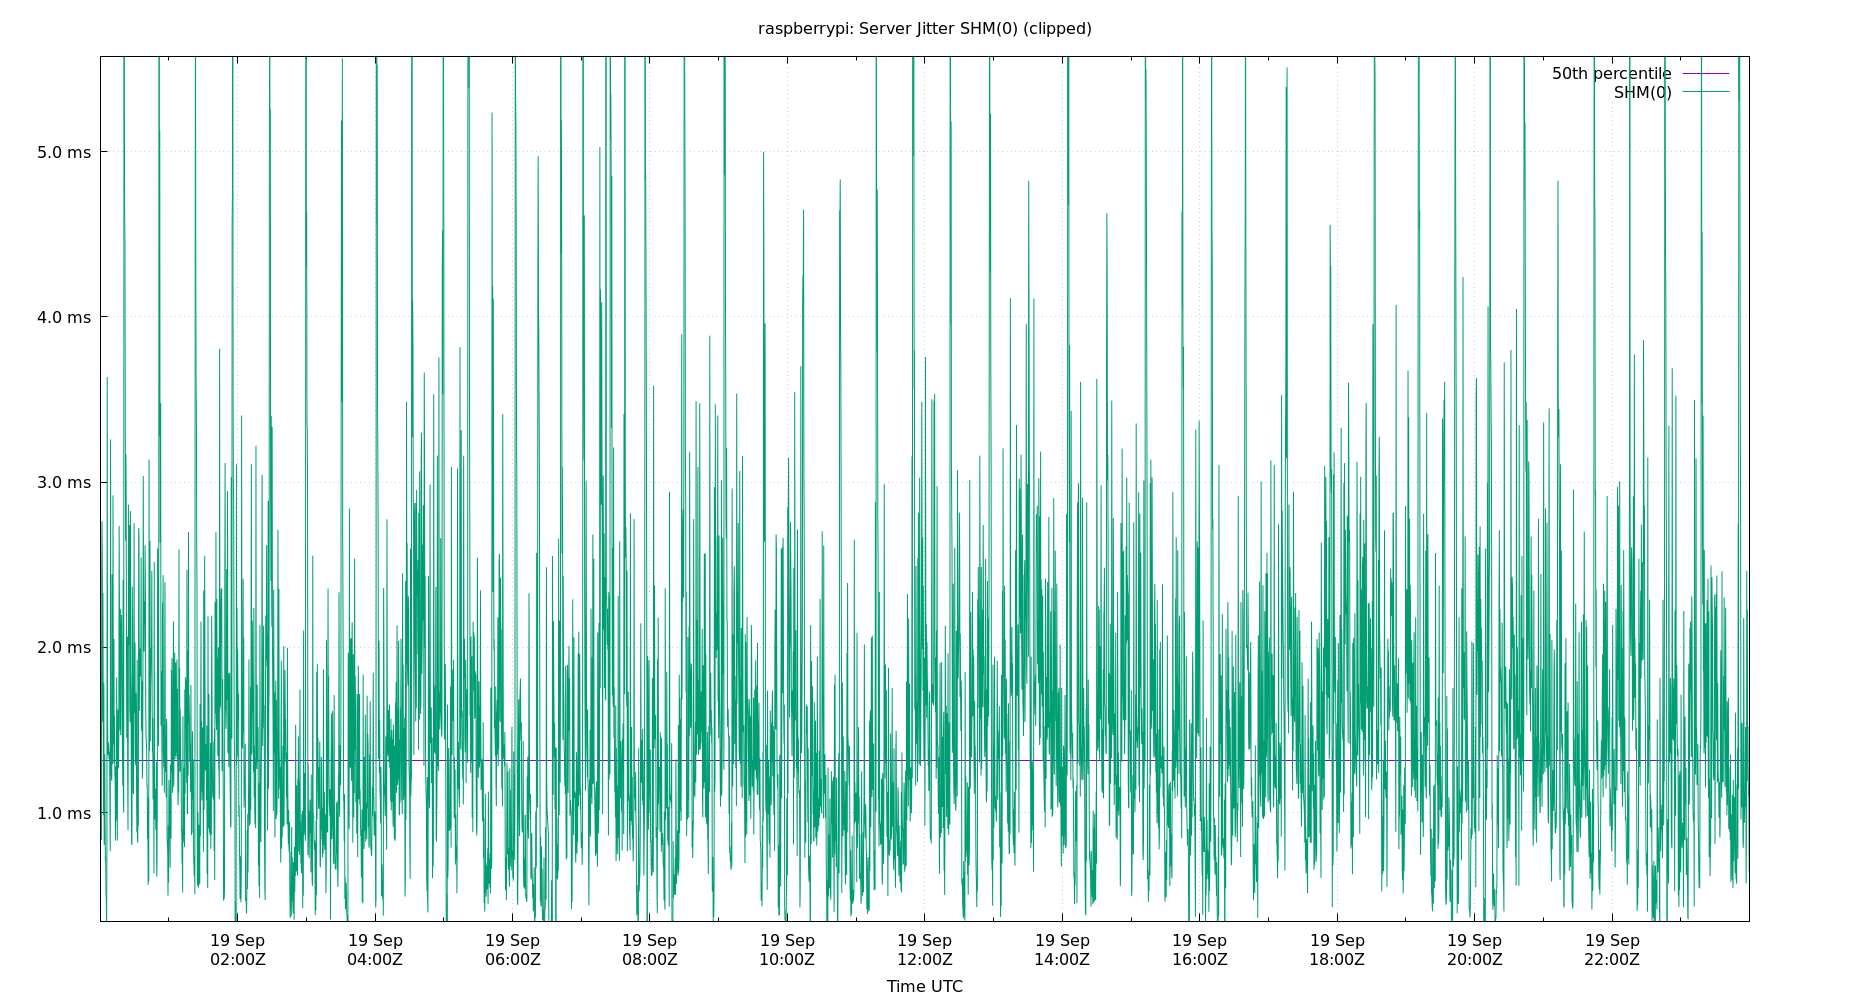 raspberrypi: Server Jitter SHM(0) (clipped)
50th percentile
SHM(0)
5.0 ms
4.0 ms
3.0 ms
2.0 ms
1.0 ms
19 Sep 19 Sep 19 Sep 19 Sep 19 Sep 19 Sep 19 Sep 19 Sep 19 Sep 19 Sep 19 Sep
02:00Z 04:00Z 06:00Z 08:00Z 10:00Z 12:00Z 14:00Z 16:00Z 18:00Z 20:00Z 22:00Z
Time UTC